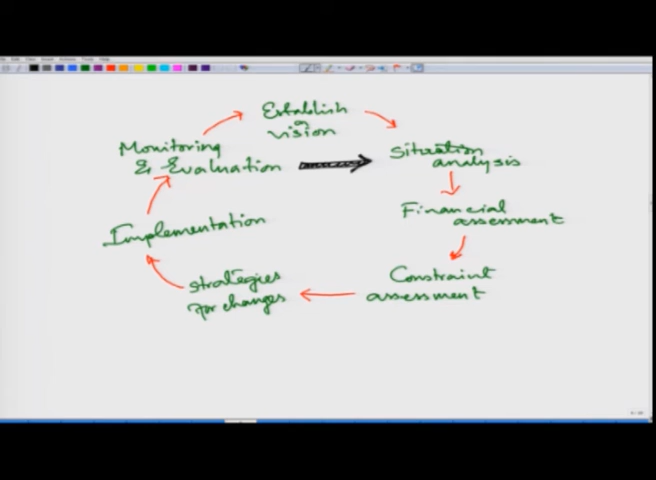 Establish
a
vision
Monitoring
& Evaluation
Situation
analysis
Financial
assessment
Implementation
Constraint
assessment
strategies
for changes